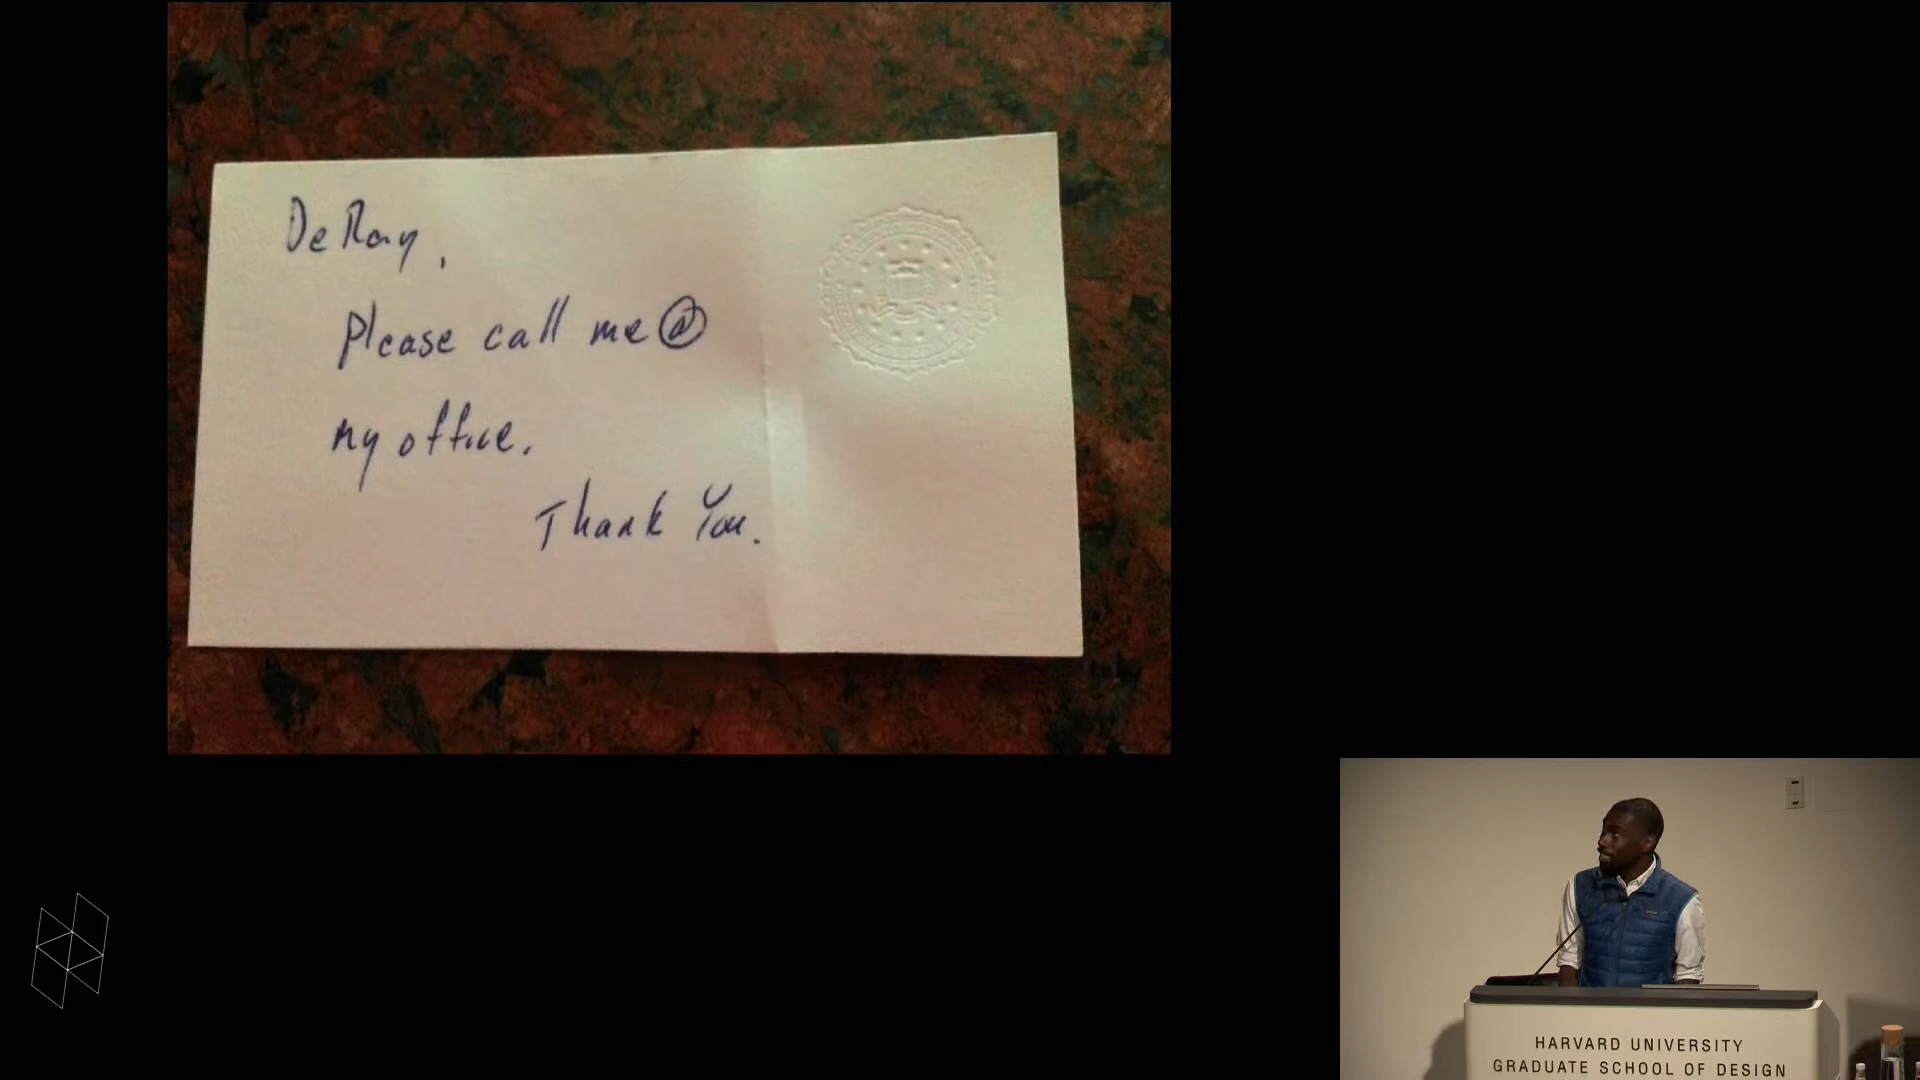 DeRay,
Please call me @
my office.
Thank You.
HARVARD UNIVERSITY
GRADUATE SCHOOL OF DESIGN